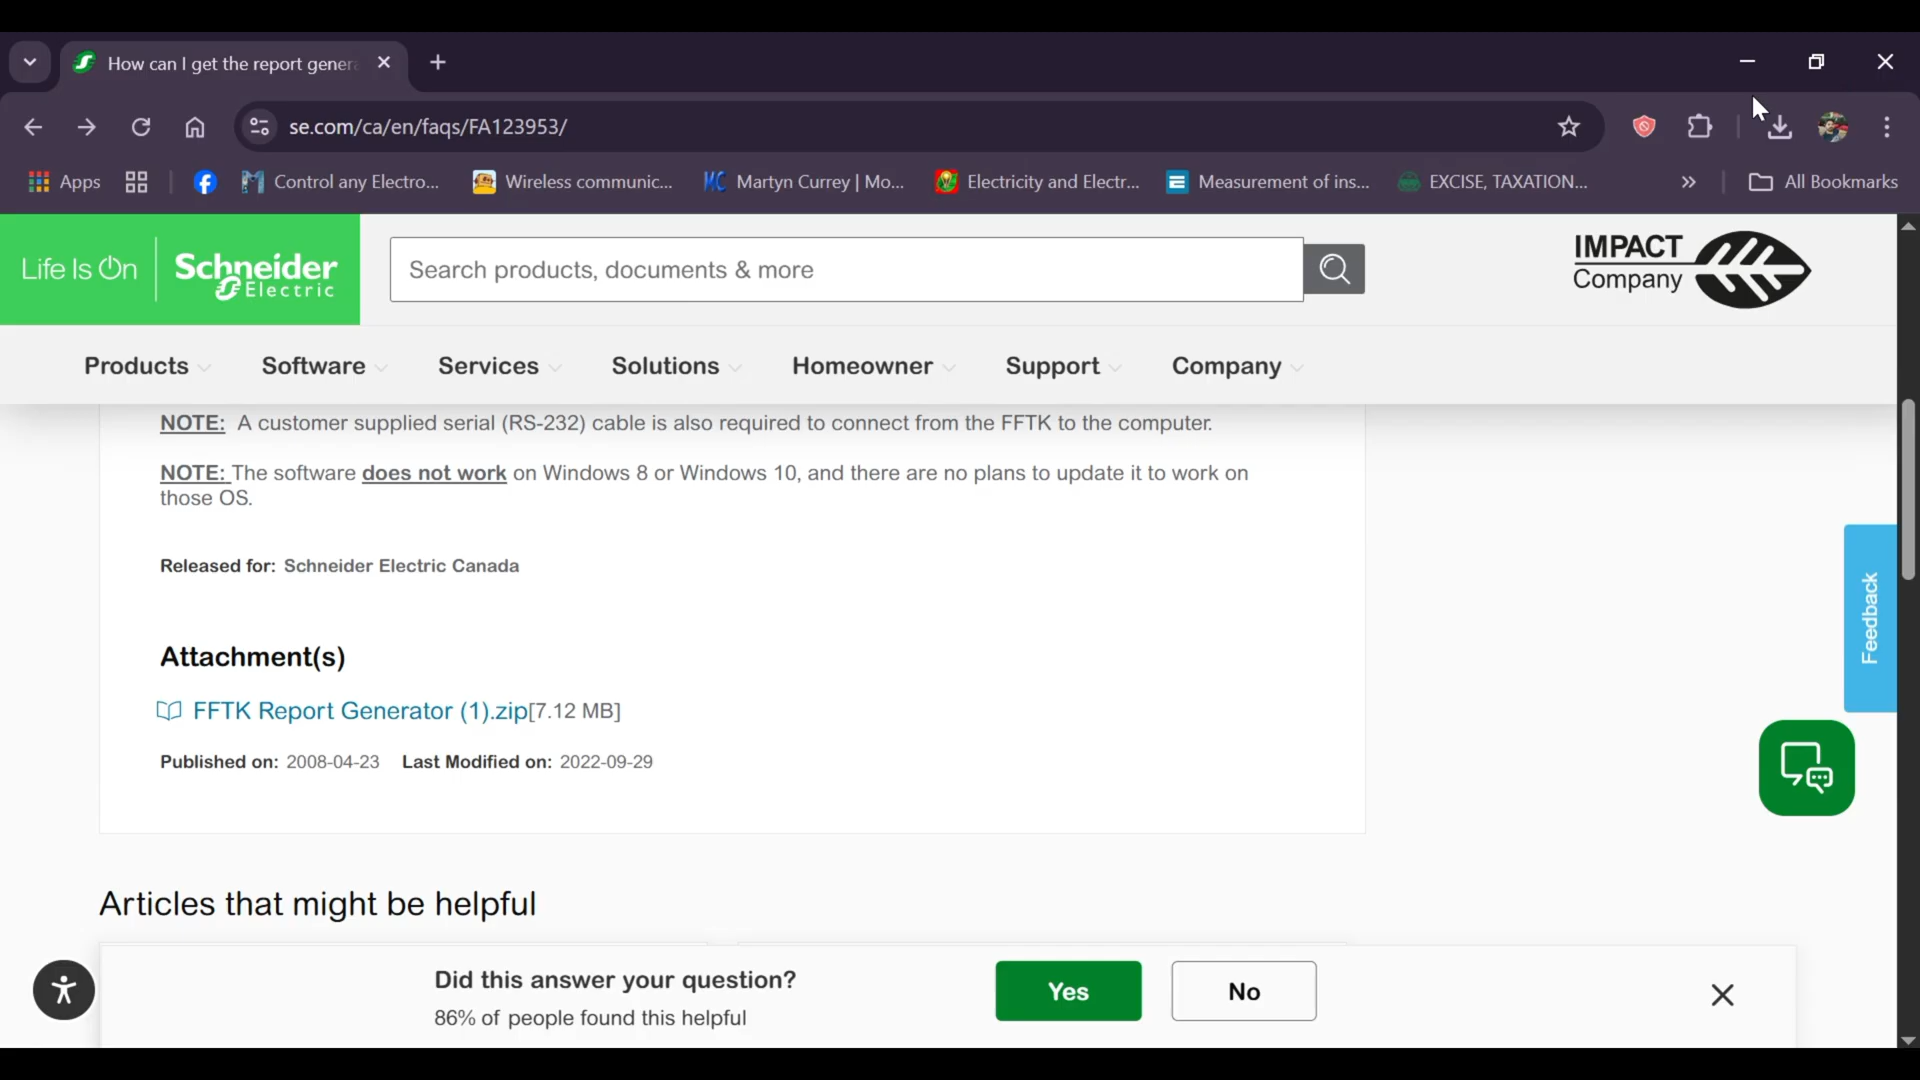 How can I get the report genera
se.com/ca/en/faqs/FA123953/
Apps
Control any Electro...
Wireless communic...
MC Martyn Currey | Mo...
Electricity and Electr...
Measurement of ins...
EXCISE, TAXATION...
All Bookmarks
Life Is On | Schneider Electric
Search products, documents & more
IMPACT Company
Products
Software
Services
Solutions
Homeowner
Support
Company
NOTE: A customer supplied serial (RS-232) cable is also required to connect from the FFTK to the computer.
NOTE: The software does not work on Windows 8 or Windows 10, and there are no plans to update it to work on
those OS.
Released for: Schneider Electric Canada
Feedback
Attachment(s)
FFTK Report Generator (1).zip[7.12 MB]
Published on: 2008-04-23 Last Modified on: 2022-09-29
Articles that might be helpful
Did this answer your question?
86% of people found this helpful
Yes
No